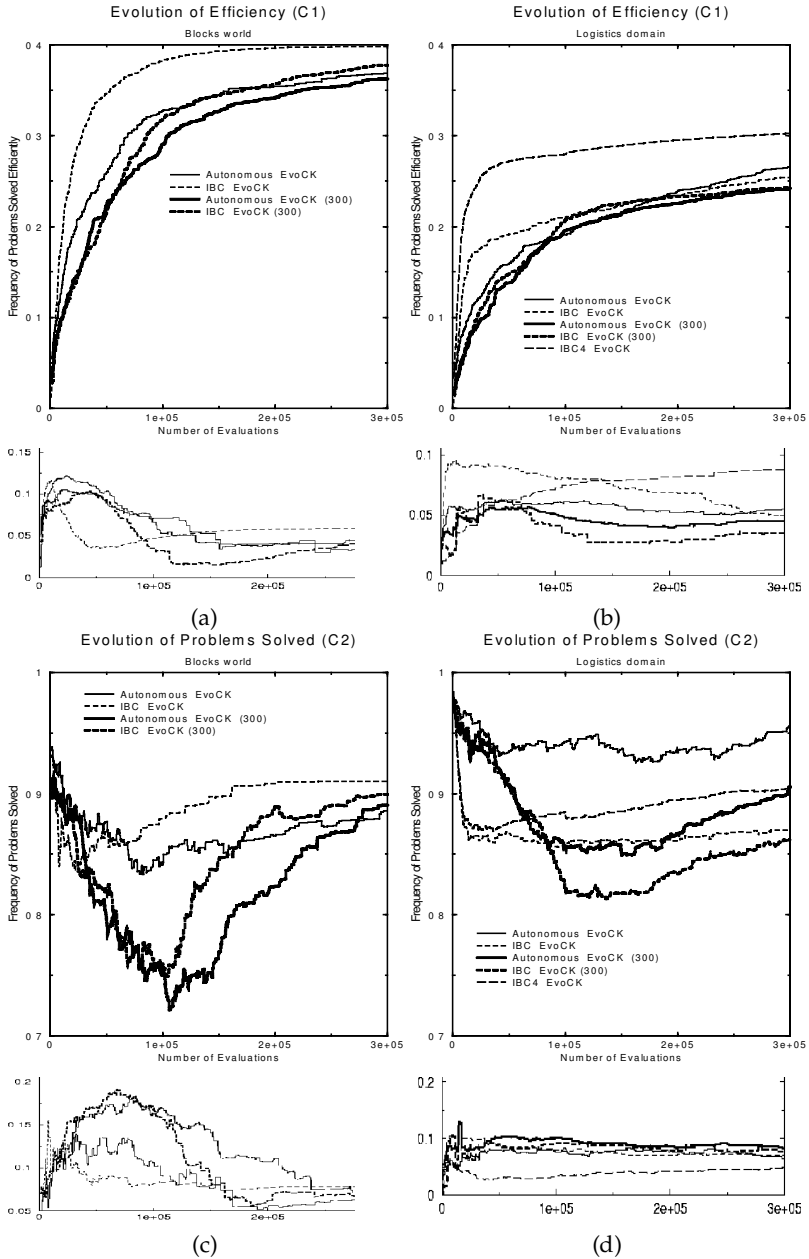 Evolution of Efficiency (C1)
Blocks world
Frequency of Problems Solved Efficiently
0 4
0 3
0 2
0 1
0
Autonomous EvoCK
IBC EvoCK
Autonomous EvoCK (300)
IBC EvoCK (300)
0 1e+05 2e+05 3e+05
Number of Evaluations
0.15
0.1
0.05
0
0 1e+05 2e+05
(a)
Evolution of Efficiency (C1)
Logistics domain
Frequency of Problems Solved Efficiently
0 4
0 3
0 2
0 1
0
Autonomous EvoCK
IBC EvoCK
Autonomous EvoCK (300)
IBC EvoCK (300)
IBC4 EvoCK
0 1e+05 2e+05 3e+05
Number of Evaluations
0.1
0.05
0
0 1e+05 2e+05 3e+05
(b)
Evolution of Problems Solved (C2)
Blocks world
Frequency of Problems Solved
1
0 9
0 8
0 7
Autonomous EvoCK
IBC EvoCK
Autonomous EvoCK (300)
IBC EvoCK (300)
0 1e+05 2e+05 3e+05
Number of Evaluations
0.2
0.15
0.1
0.05
0 1e+05 2e+05
(c)
Evolution of Problems Solved (C2)
Logistics domain
Frequency of Problems Solved
1
0 9
0 8
0 7
Autonomous EvoCK
IBC EvoCK
Autonomous EvoCK (300)
IBC EvoCK (300)
IBC4 EvoCK
0 1e+05 2e+05 3e+05
Number of Evaluations
0.2
0.1
0
0 1e+05 2e+05 3e+05
(d)